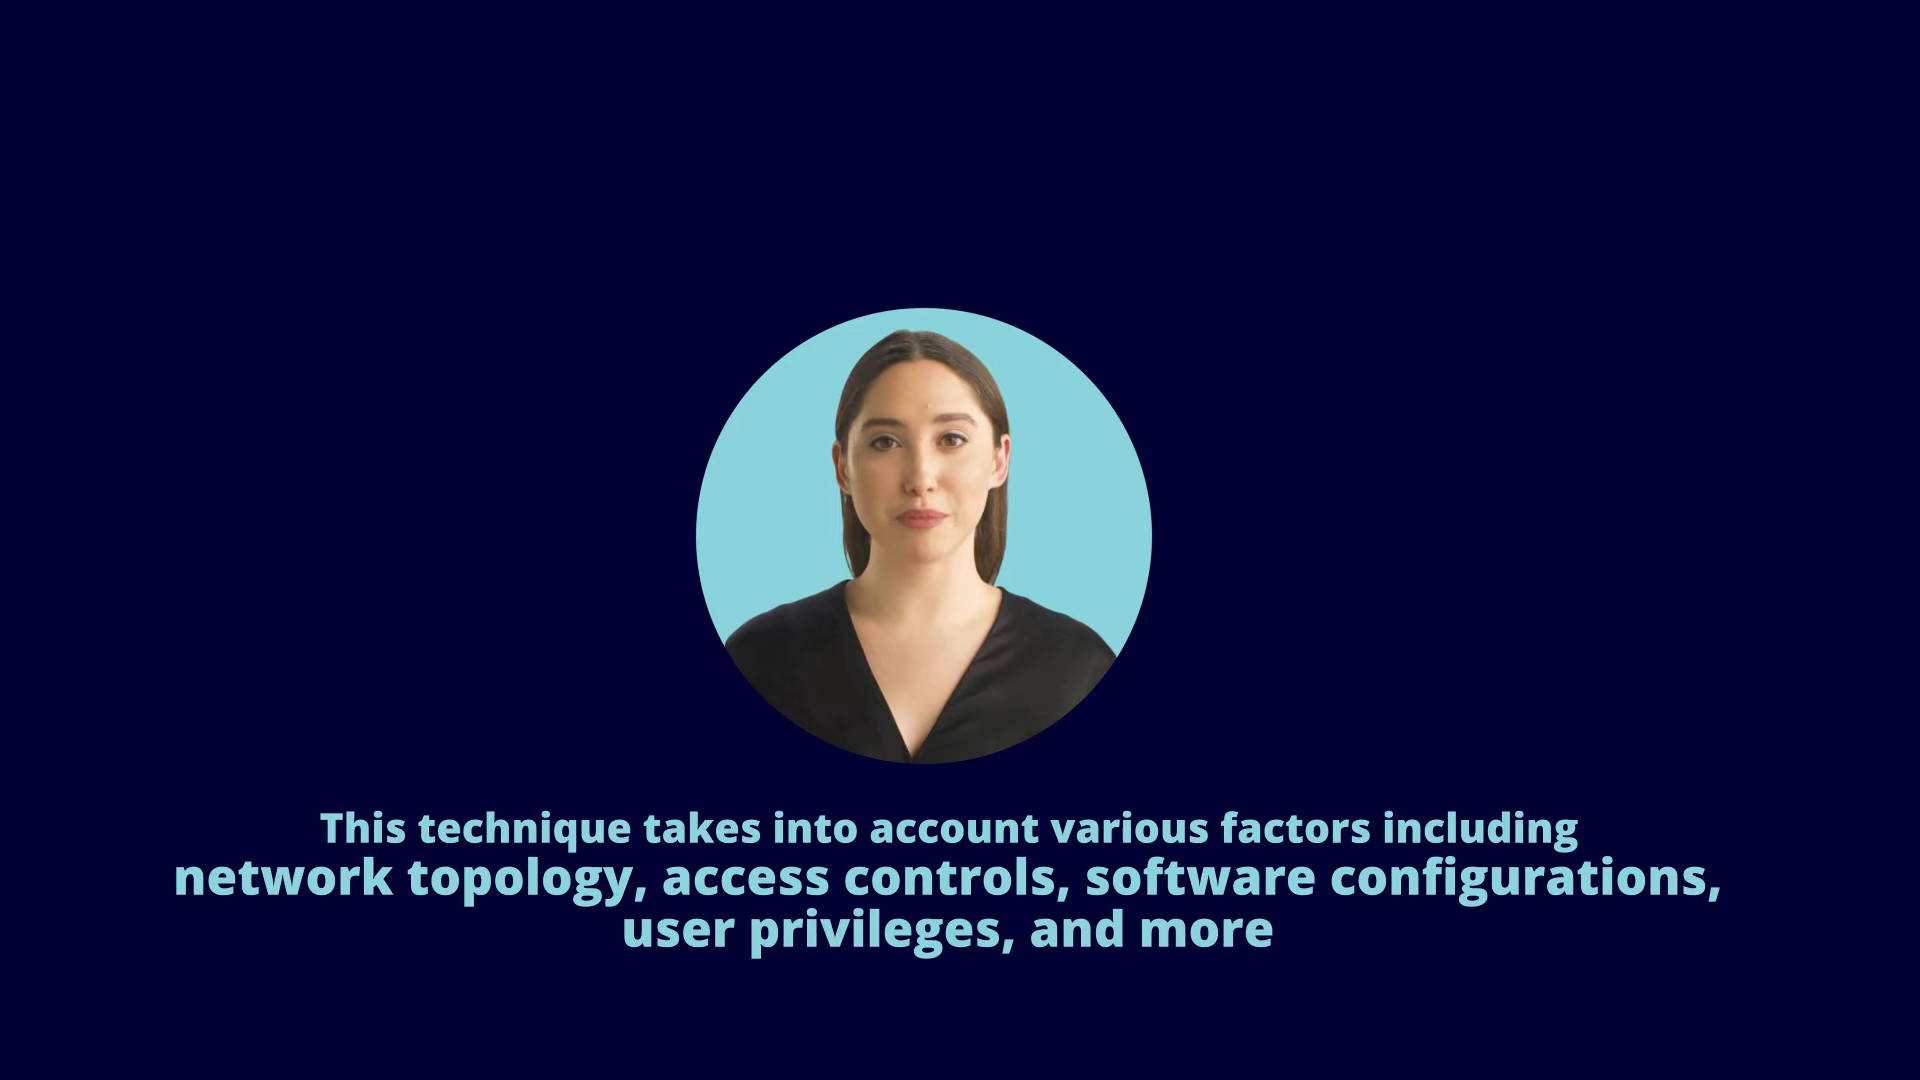 This technique takes into account various factors including
network topology, access controls, software configurations,
user privileges, and more